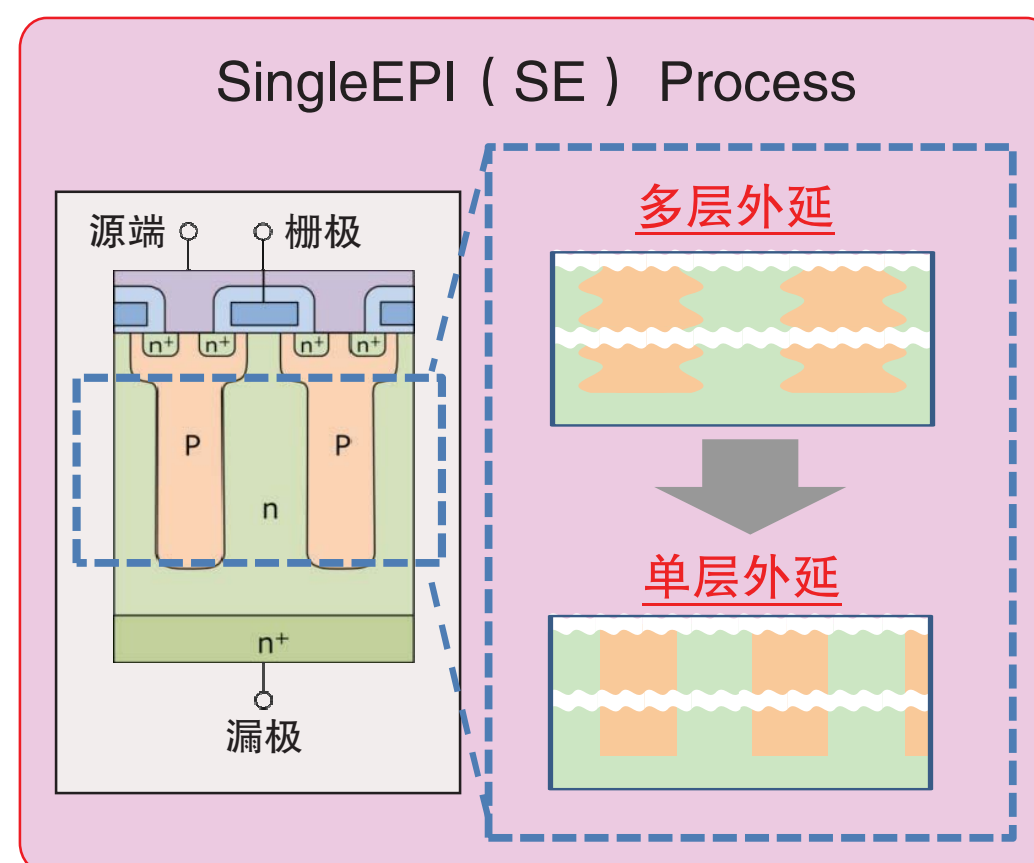 SingleEPI（SE） Process
源端
栅极
n+ n+ n+ n+
P P
n
n+
漏极
多层外延
单层外延